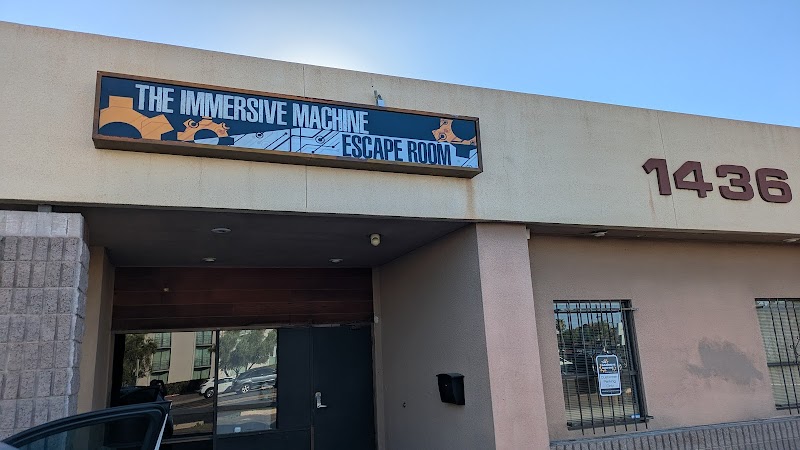 THE IMMERSIVE MACHINE
ESCAPE ROOM
1436